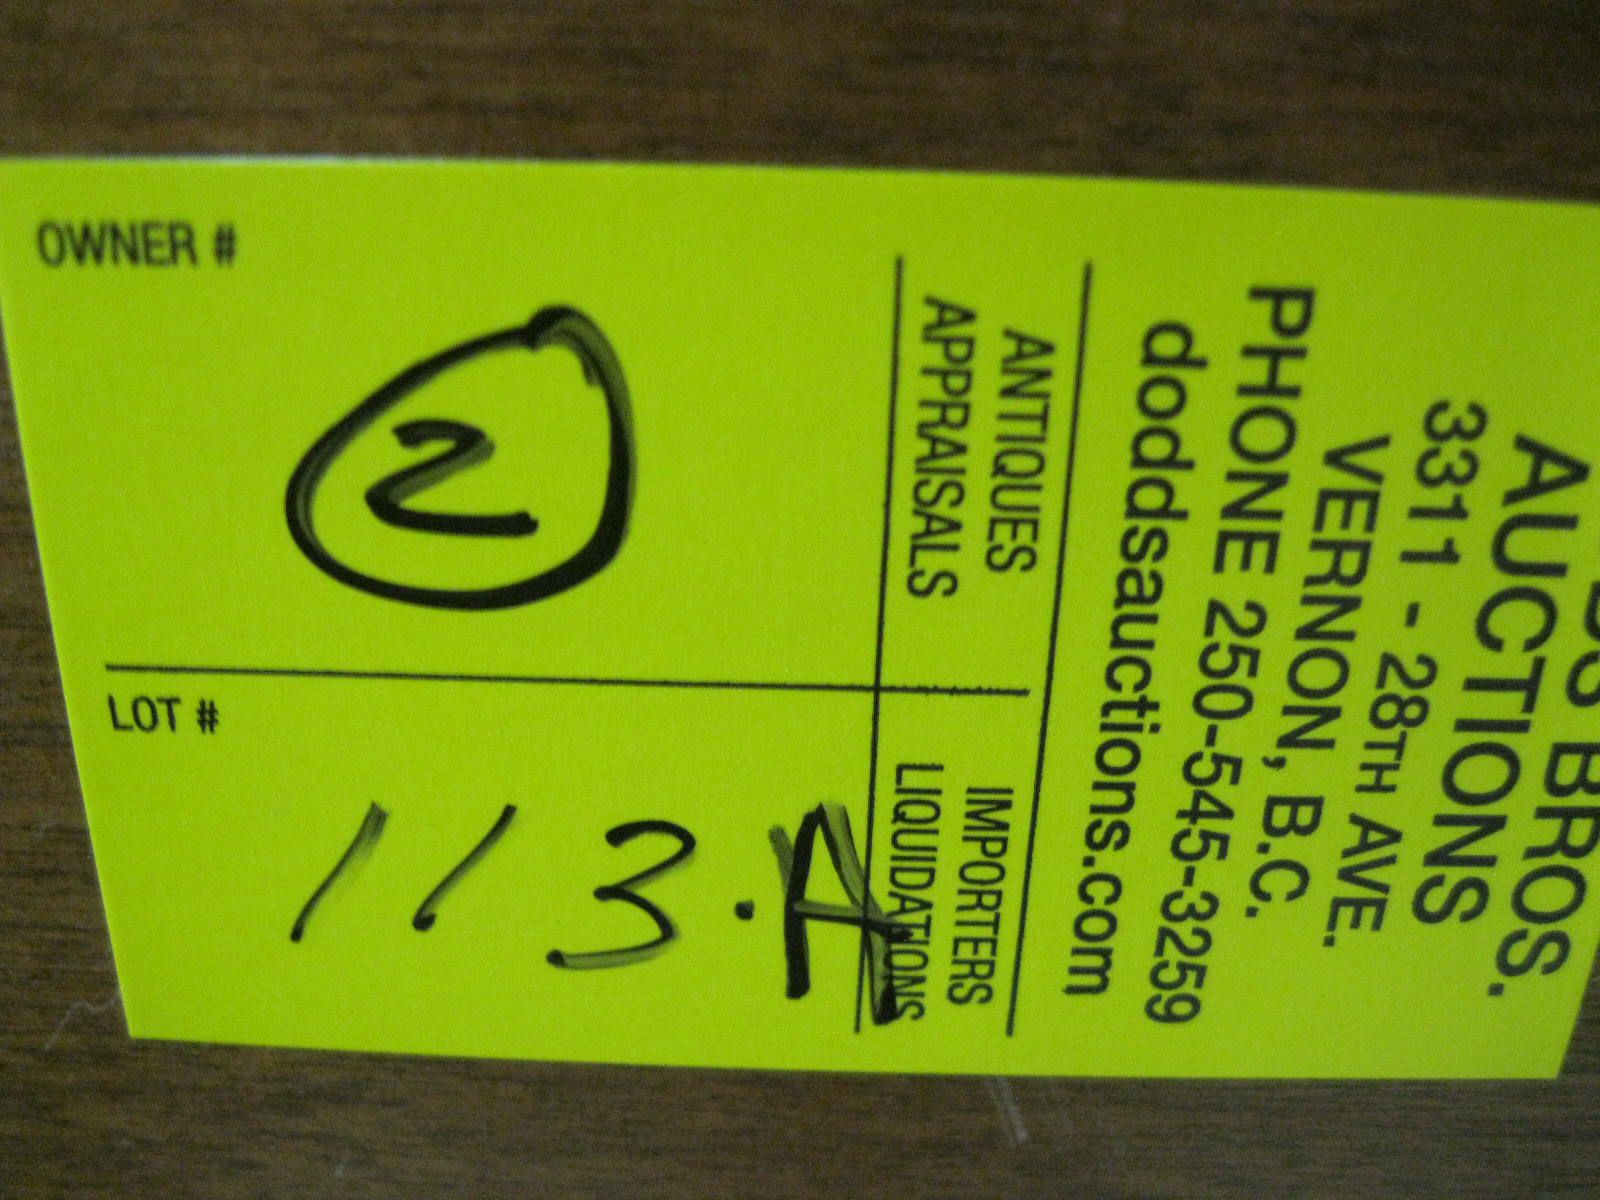 OWNER #
2
LOT #
113.A
BROS.
AUCTIONS
3311 - 28TH AVE.
VERNON, B.C.
PHONE 250-545-3259
doddsauctions.com
ANTIQUES
APPRAISALS
IMPORTERS
LIQUIDATIONS